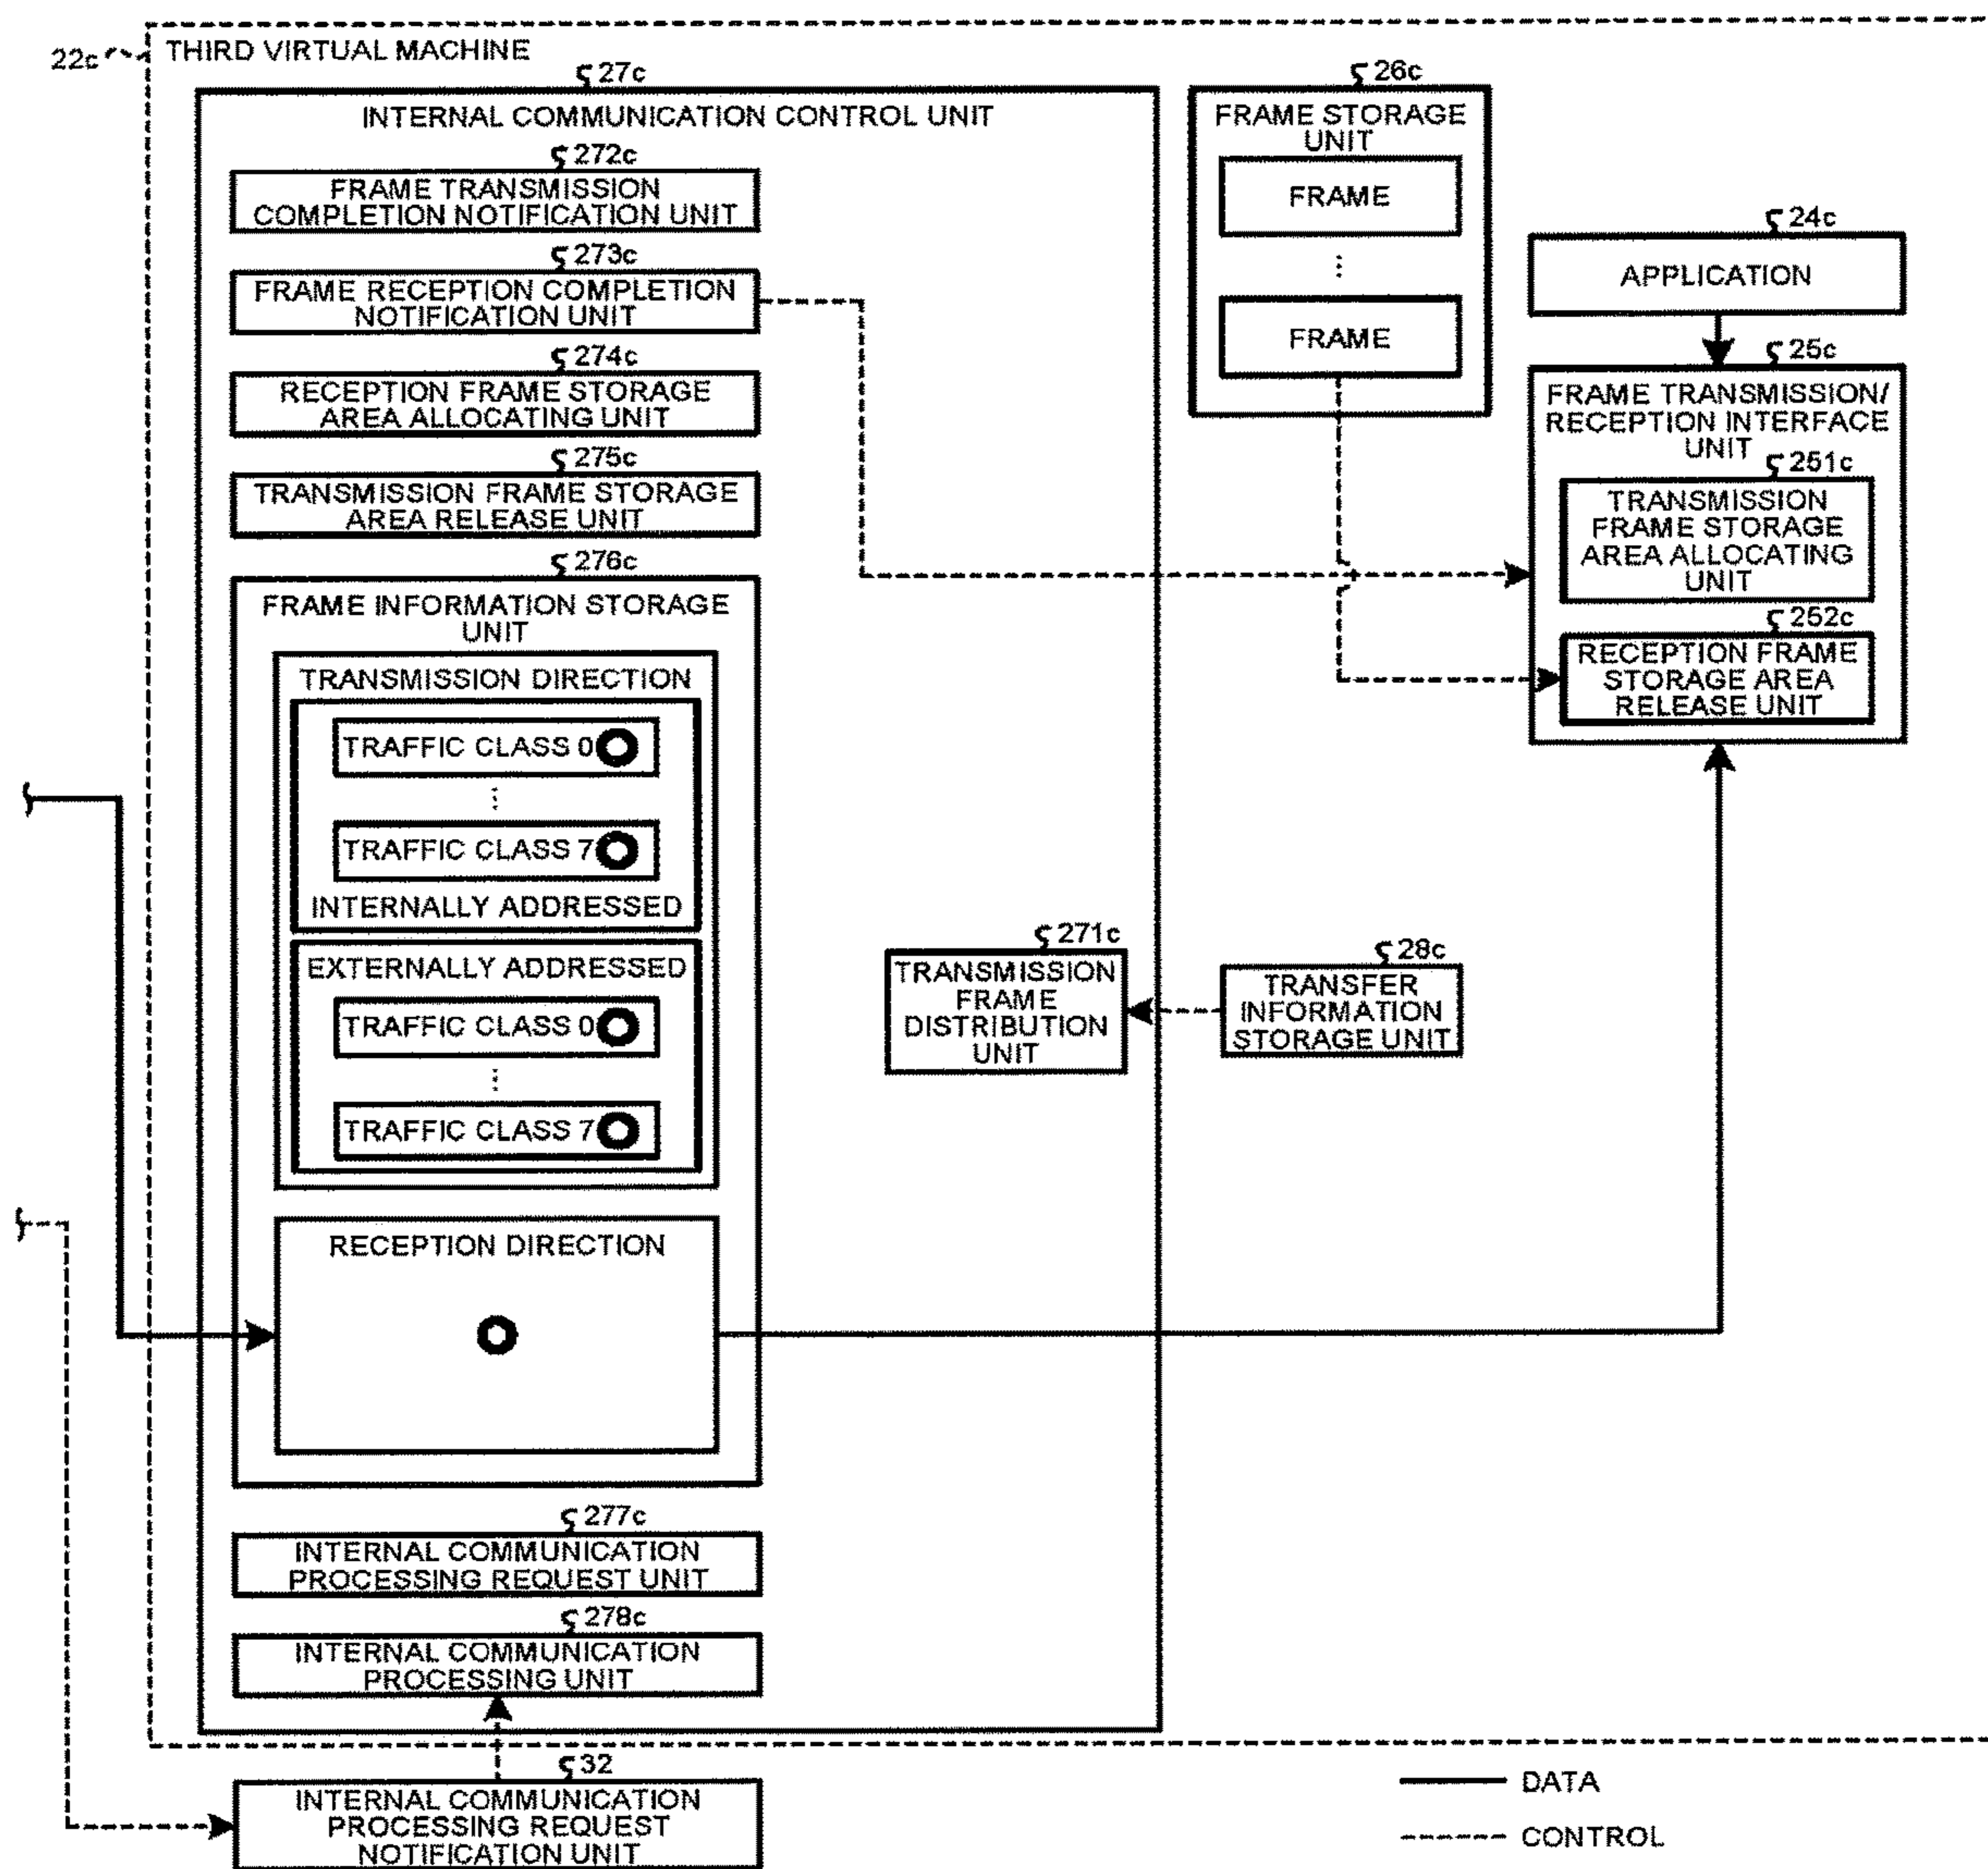 22c
THIRD VIRTUAL MACHINE
27c
INTERNAL COMMUNICATION CONTROL UNIT
272c
FRAME TRANSMISSION
COMPLETION NOTIFICATION UNIT
273c
FRAME RECEPTION COMPLETION
NOTIFICATION UNIT
274c
RECEPTION FRAME STORAGE
AREA ALLOCATING UNIT
275c
TRANSMISSION FRAME STORAGE
AREA RELEASE UNIT
276c
FRAME INFORMATION STORAGE
UNIT
TRANSMISSION DIRECTION
TRAFFIC CLASS 0
⋮
TRAFFIC CLASS 7
INTERNALLY ADDRESSED
EXTERNALLY ADDRESSED
TRAFFIC CLASS 0
⋮
TRAFFIC CLASS 7
RECEPTION DIRECTION
277c
INTERNAL COMMUNICATION
PROCESSING REQUEST UNIT
278c
INTERNAL COMMUNICATION
PROCESSING UNIT
32
INTERNAL COMMUNICATION
PROCESSING REQUEST
NOTIFICATION UNIT
271c
TRANSMISSION
FRAME
DISTRIBUTION
UNIT
28c
TRANSFER
INFORMATION
STORAGE UNIT
26c
FRAME STORAGE
UNIT
FRAME
⋮
FRAME
24c
APPLICATION
25c
FRAME TRANSMISSION/
RECEPTION INTERFACE
UNIT
251c
TRANSMISSION
FRAME STORAGE
AREA ALLOCATING
UNIT
252c
RECEPTION FRAME
STORAGE AREA
RELEASE UNIT
DATA
CONTROL